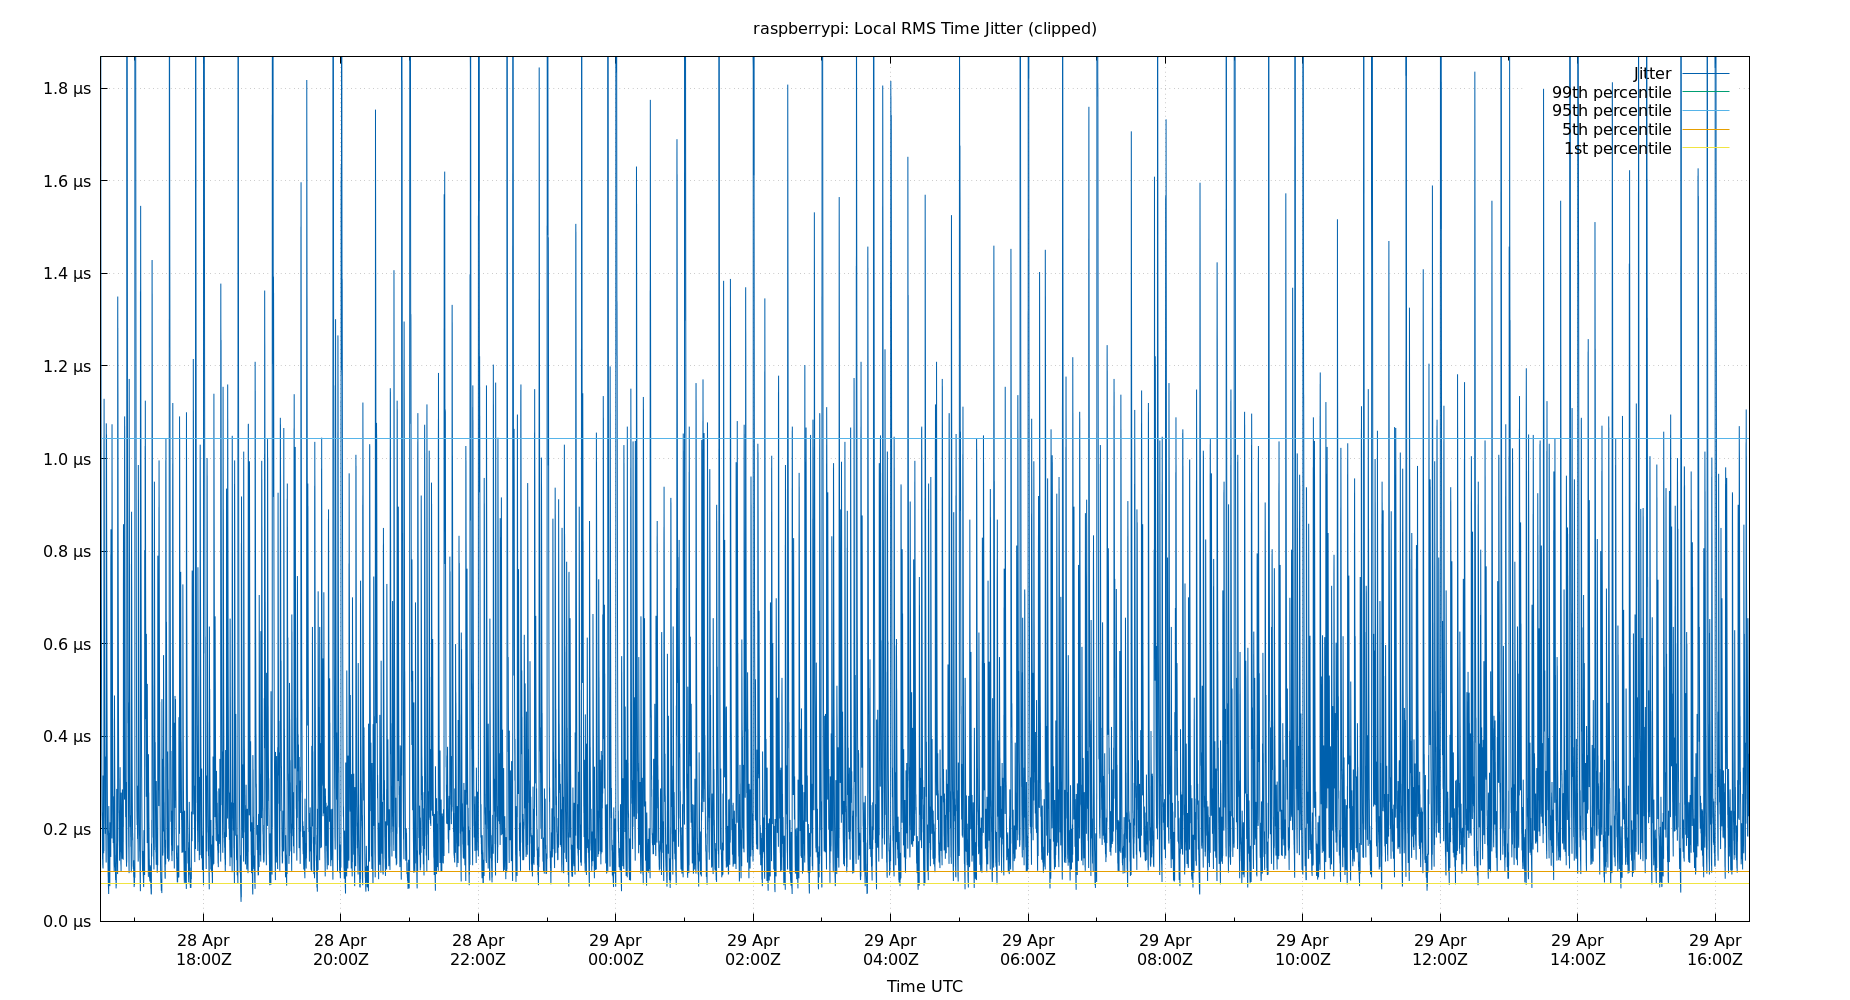 raspberrypi: Local RMS Time Jitter (clipped)
Jitter
99th percentile
95th percentile
5th percentile
1st percentile
1.8 µs
1.6 µs
1.4 µs
1.2 µs
1.0 µs
0.8 µs
0.6 µs
0.4 µs
0.2 µs
0.0 µs
28 Apr 28 Apr 28 Apr 29 Apr 29 Apr 29 Apr 29 Apr 29 Apr 29 Apr 29 Apr 29 Apr 29 Apr
18:00Z 20:00Z 22:00Z 00:00Z 02:00Z 04:00Z 06:00Z 08:00Z 10:00Z 12:00Z 14:00Z 16:00Z
Time UTC